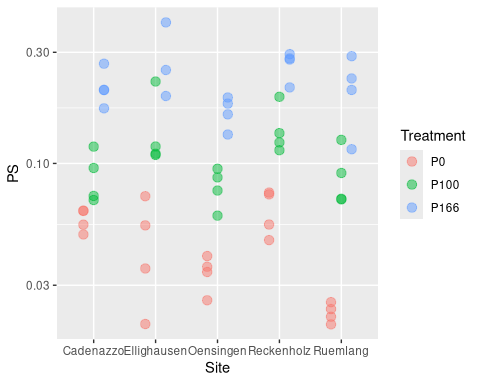 0.30
0.10
0.03
PS
Cadenazzo Ellighausen Oensingen Reckenholz Ruemlang
Site
Treatment
P0
P100
P166